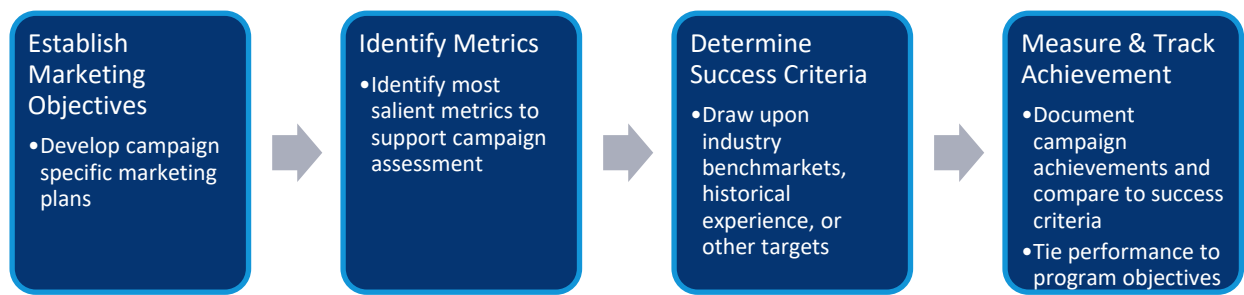 Establish
Marketing
Objectives
•Develop campaign
specific marketing
plans
Identify Metrics
•Identify most
salient metrics to
support campaign
assessment
Determine
Success Criteria
•Draw upon
industry
benchmarkets,
historical
experience, or
other targets
Measure & Track
Achievement
•Document
campaign
achievements and
compare to success
criteria
•Tie performance to
program objectives